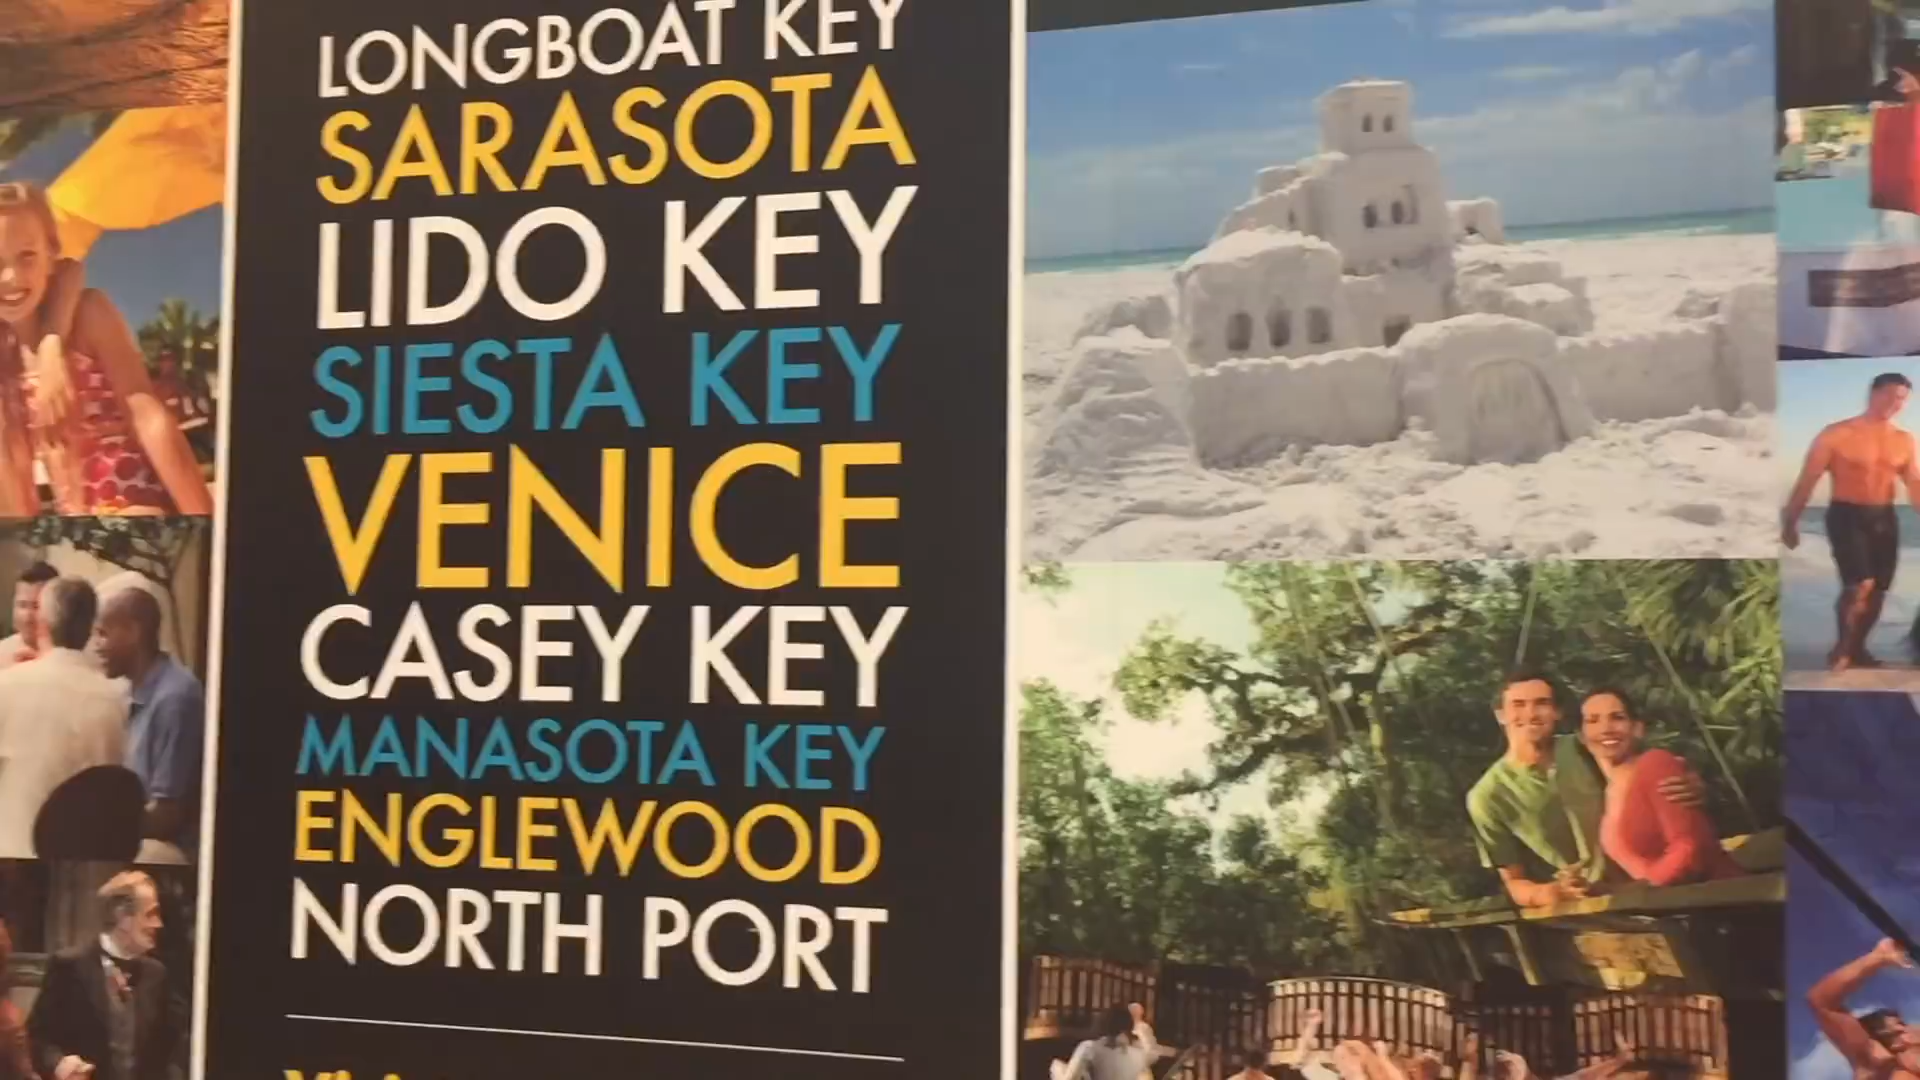 LONGBOAT KEY
SARASOTA
LIDO KEY
SIESTA KEY
VENICE
CASEY KEY
MANASOTA KEY
ENGLEWOOD
NORTH PORT